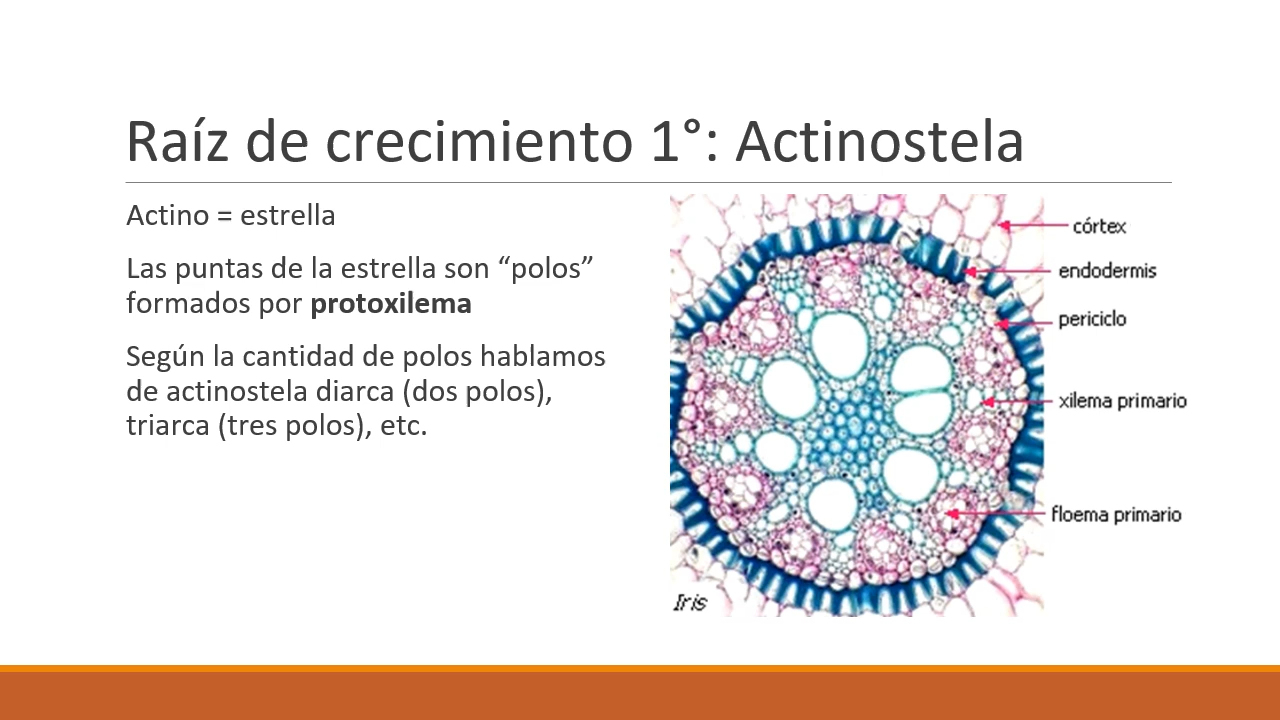 Raíz de crecimiento 1°: Actinostela
Actino = estrella
Las puntas de la estrella son “polos”
formados por protoxilema
Según la cantidad de polos hablamos
de actinostela diarca (dos polos),
triarca (tres polos), etc.
córtex
endodermis
periciclo
xilema primario
floema primario
Iris